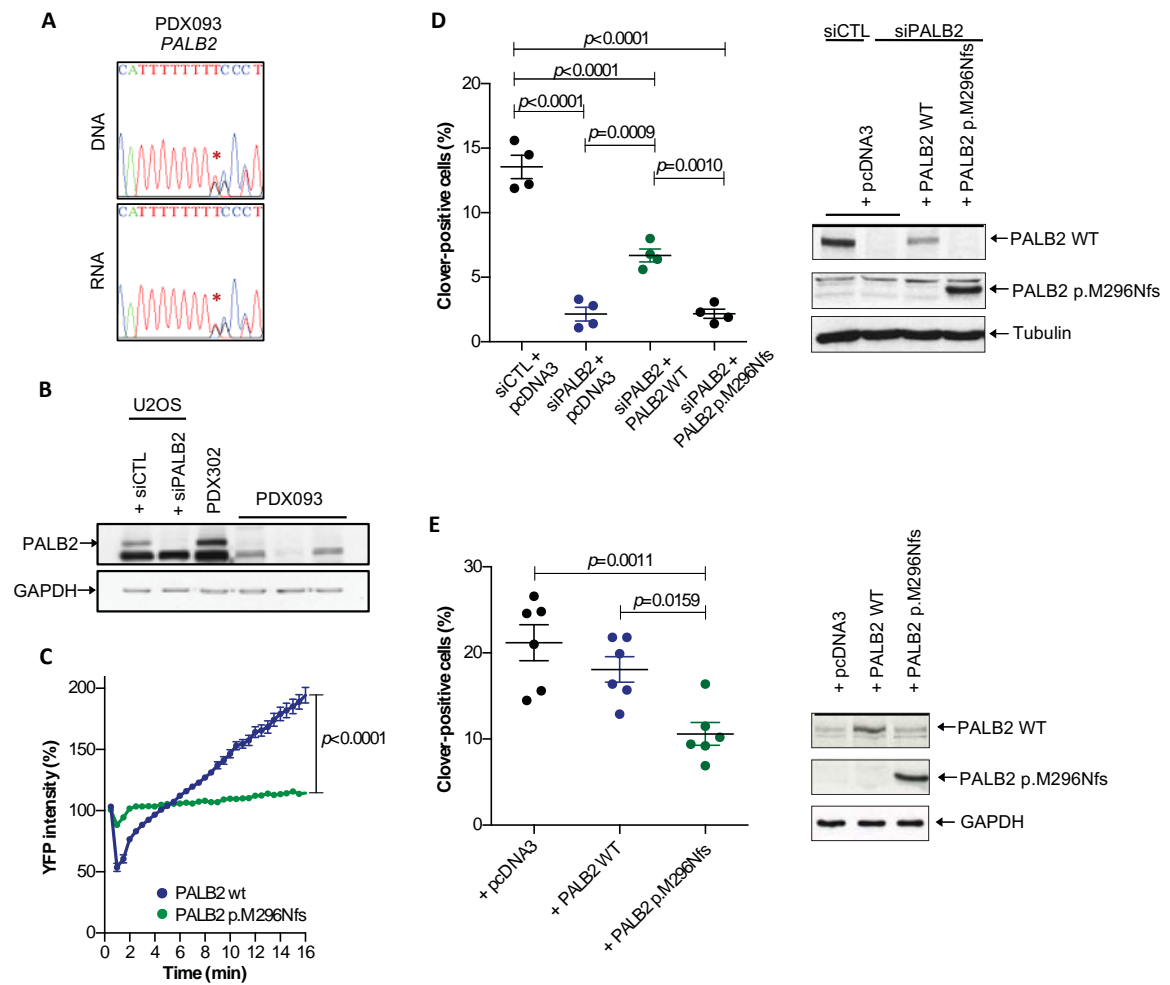 A
PDX093
PALB2
DNA
CATTTTTTTTCCCT
*
RNA
CATTTTTTTTCCCT
*
B
U2OS
+ siCTL
+ siPALB2
PDX302
PDX093
PALB2
GAPDH
C
YFP intensity (%)
200
150
100
50
0
p<0.0001
PALB2 wt
PALB2 p.M296Nfs
0 2 4 6 8 10 12 14 16
Time (min)
D
Clover-positive cells (%)
p<0.0001
p<0.0001
p<0.0001
p=0.0009
p=0.0010
20
15
10
5
0
siCTL +
pcDNA3
siPALB2 +
pcDNA3
siPALB2 +
PALB2 WT
siPALB2 +
PALB2 p.M296Nfs
siCTL
siPALB2
+ pcDNA3
+ PALB2 WT
+ PALB2 p.M296Nfs
PALB2 WT
PALB2 p.M296Nfs
Tubulin
E
Clover-positive cells (%)
p=0.0011
p=0.0159
30
20
10
0
+ pcDNA3
+ PALB2 WT
+ PALB2 p.M296Nfs
+ pcDNA3
+ PALB2 WT
+ PALB2 p.M296Nfs
PALB2 WT
PALB2 p.M296Nfs
GAPDH